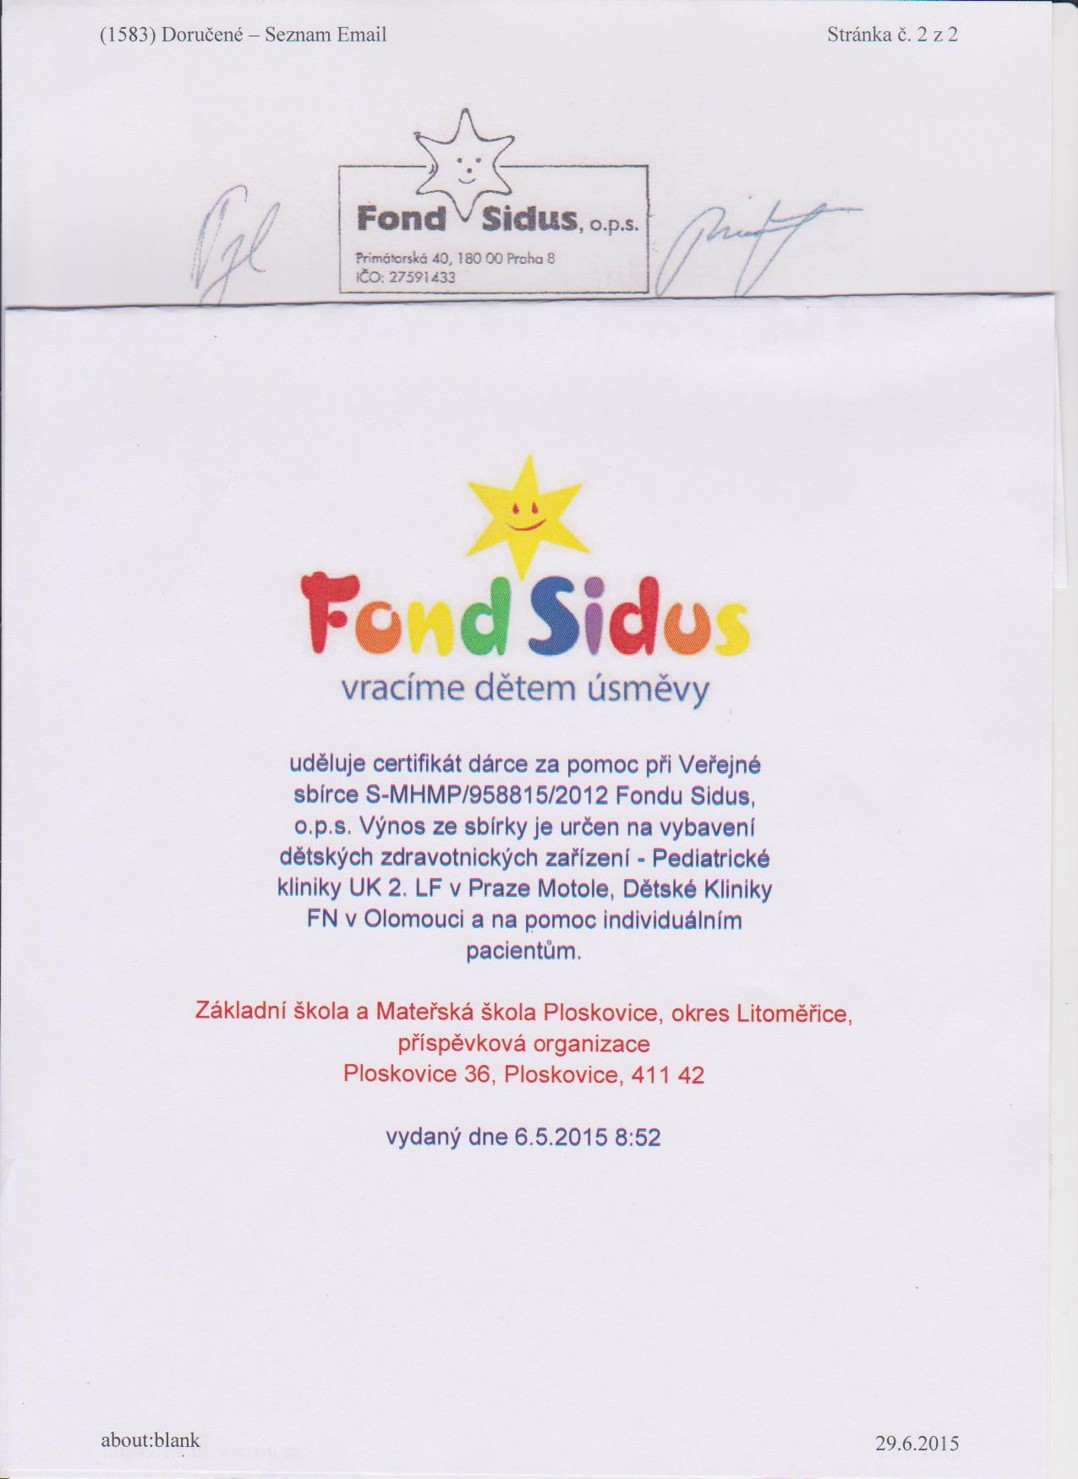 (1583) Doručené – Seznam Email
Stránka č. 2 z 2
Fond Sidus, o.p.s.
Primátorská 40, 180 00 Praha 8
IČO: 27591433
Fond Sidus
vracíme dětem úsměvy
uděluje certifikát dárce za pomoc při Veřejné
sbírce S-MHMP/958815/2012 Fondu Sidus,
o.p.s. Výnos ze sbírky je určen na vybavení
dětských zdravotnických zařízení - Pediatrické
kliniky UK 2. LF v Praze Motole, Dětské Kliniky
FN v Olomouci a na pomoc individuálním
pacientům.
Základní škola a Mateřská škola Ploskovice, okres Litoměřice,
příspěvková organizace
Ploskovice 36, Ploskovice, 411 42
vydaný dne 6.5.2015 8:52
about:blank
29.6.2015